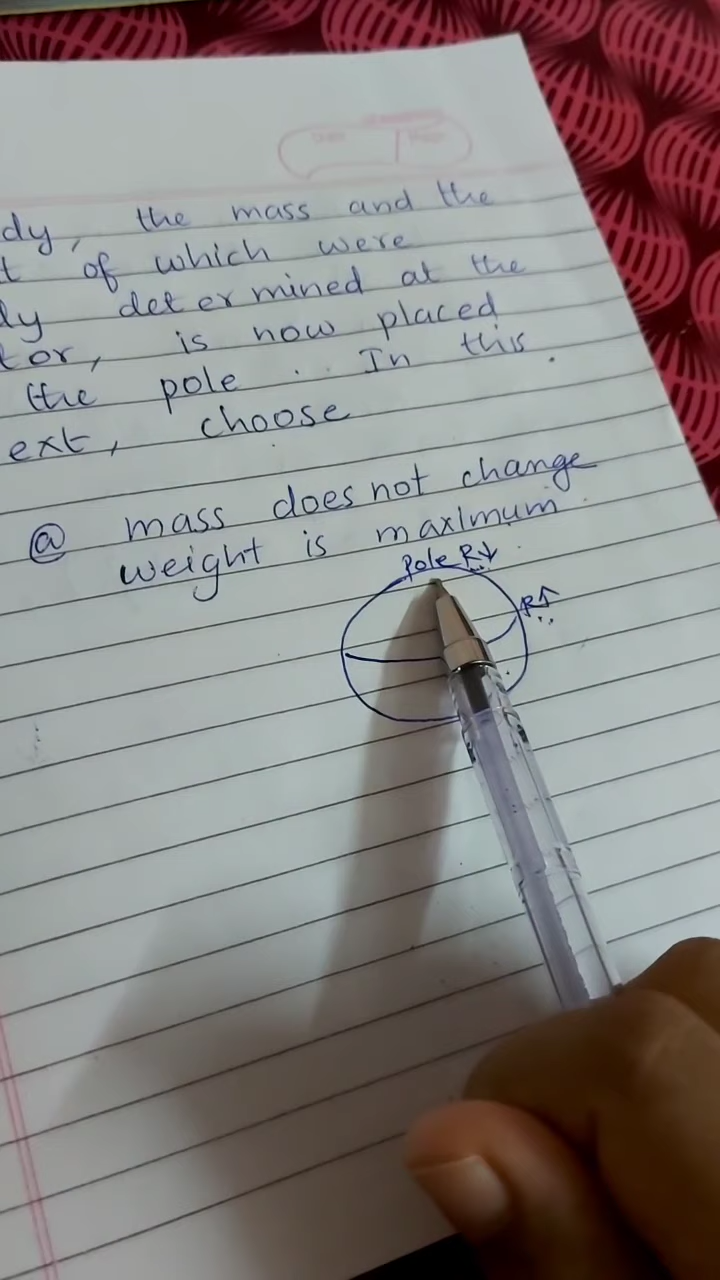 dy, the mass and the
t of which were
ly determined at the
tor, is now placed
the pole . In this
ext, choose
@ mass does not change
weight is maximum
Pole R↓
R↑